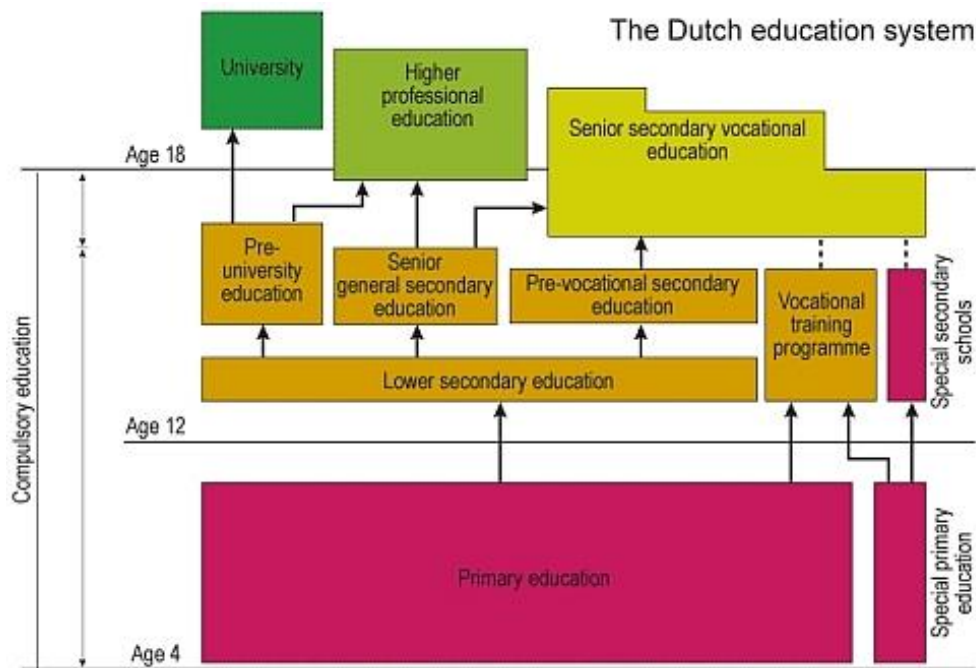 The Dutch education system
University
Higher
professional
education
Senior secondary vocational
education
Age 18
Pre-
university
education
Senior
general secondary
education
Pre-vocational secondary
education
Vocational
training
programme
Special secondary
schools
Lower secondary education
Compulsory education
Age 12
Primary education
Special primary
education
Age 4